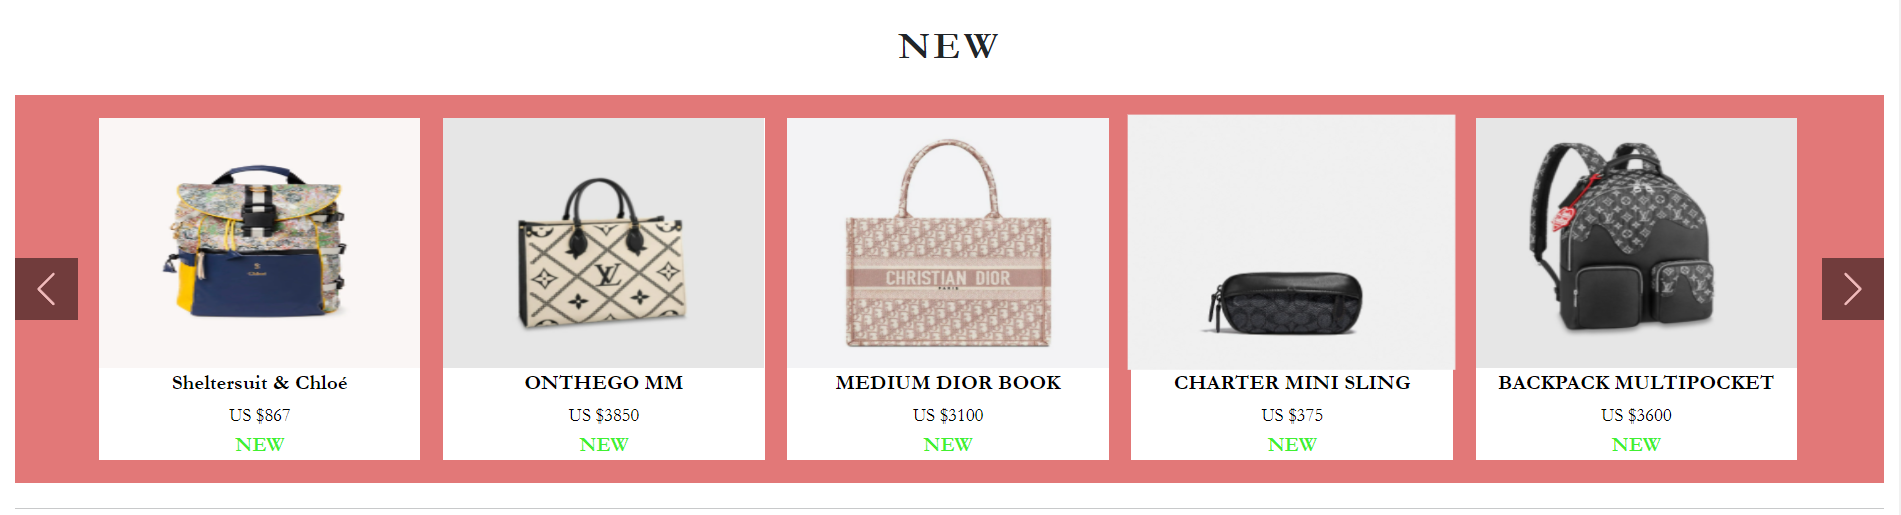 NEW
CHRISTIAN DIOR
PARIS
Sheltersuit & Chloé
US $867
NEW
ONTHEGO MM
US $3850
NEW
MEDIUM DIOR BOOK
US $3100
NEW
CHARTER MINI SLING
US $375
NEW
BACKPACK MULTIPOCKET
US $3600
NEW